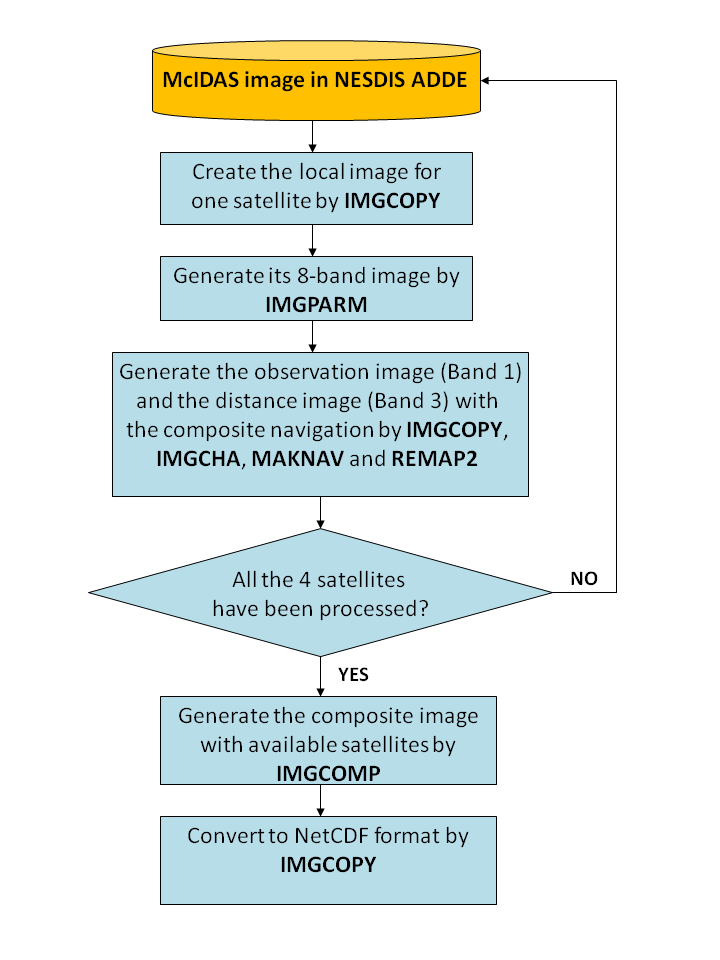 McIDAS image in NESDIS ADDE
Create the local image for
one satellite by IMGCOPY
Generate its 8-band image by
IMGPARM
Generate the observation image (Band 1)
and the distance image (Band 3) with
the composite navigation by IMGCOPY,
IMGCHA, MAKNAV and REMAP2
All the 4 satellites
have been processed?
NO
YES
Generate the composite image
with available satellites by
IMGCOMP
Convert to NetCDF format by
IMGCOPY